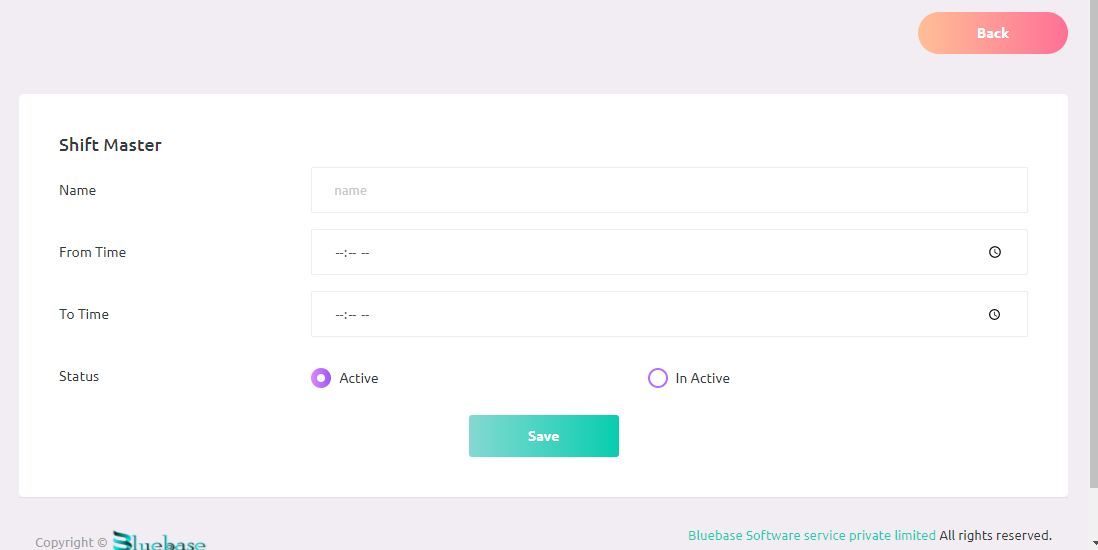 Back
Shift Master
Name
name
From Time
--:-- --
To Time
--:-- --
Status
Active
In Active
Save
Copyright © Bluebase
Bluebase Software service private limited All rights reserved.